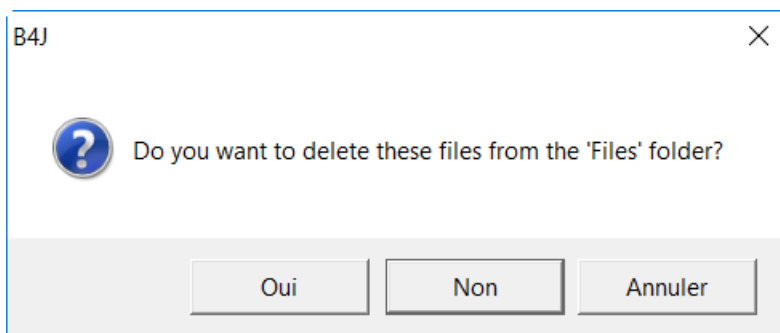 B4J
Do you want to delete these files from the 'Files' folder?
Oui
Non
Annuler